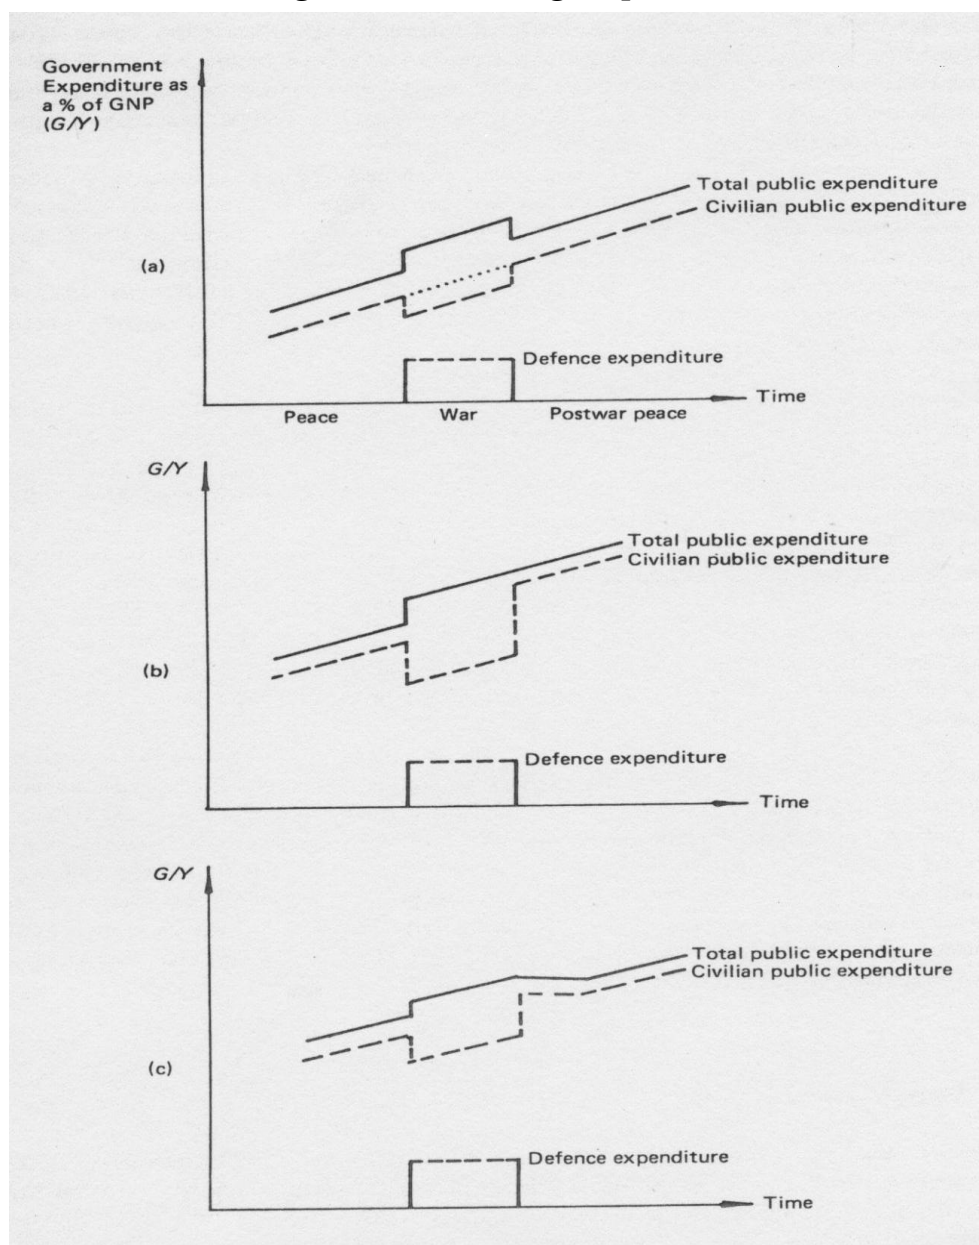 Government
Expenditure as
a % of GNP
(G/Y)
Total public expenditure
Civilian public expenditure
(a)
Defence expenditure
Time
Peace War Postwar peace
G/Y
Total public expenditure
Civilian public expenditure
(b)
Defence expenditure
Time
G/Y
Total public expenditure
Civilian public expenditure
(c)
Defence expenditure
Time